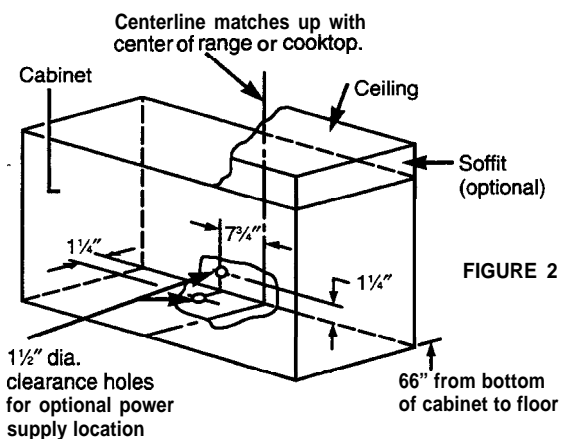 Centerline matches up with
center of range or cooktop.
Cabinet
Ceiling
Soffit
(optional)
7¾"
1¼"
1¼"
FIGURE 2
1½" dia.
clearance holes
for optional power
supply location
66" from bottom
of cabinet to floor